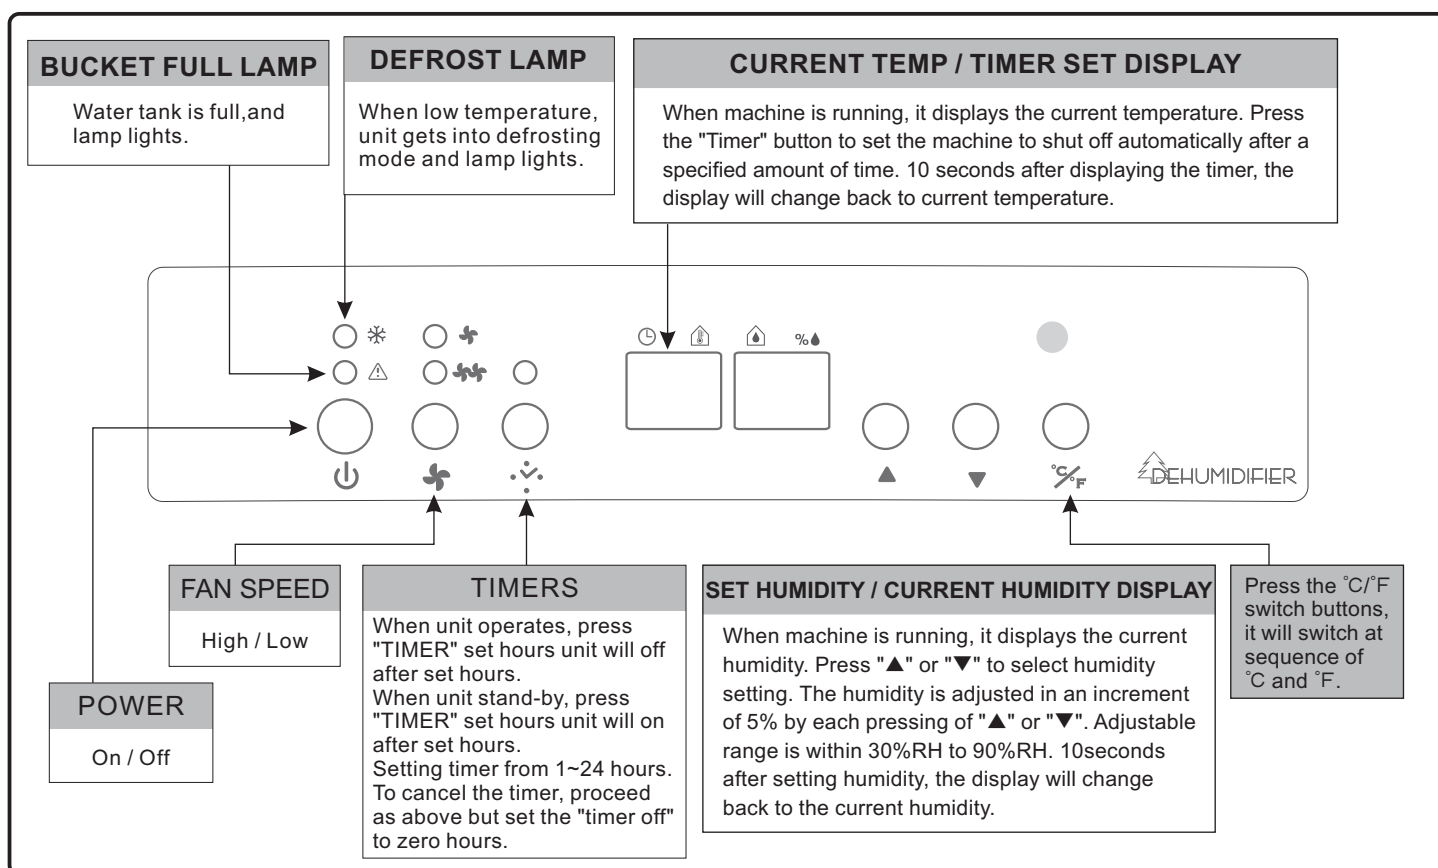 BUCKET FULL LAMP
Water tank is full,and
lamp lights.
DEFROST LAMP
When low temperature,
unit gets into defrosting
mode and lamp lights.
CURRENT TEMP / TIMER SET DISPLAY
When machine is running, it displays the current temperature. Press
the "Timer" button to set the machine to shut off automatically after a
specified amount of time. 10 seconds after displaying the timer, the
display will change back to current temperature.
%
°C/°F
DEHUMIDIFIER
FAN SPEED
High / Low
POWER
On / Off
TIMERS
When unit operates, press
"TIMER" set hours unit will off
after set hours.
When unit stand-by, press
"TIMER" set hours unit will on
after set hours.
Setting timer from 1~24 hours.
To cancel the timer, proceed
as above but set the "timer off"
to zero hours.
SET HUMIDITY / CURRENT HUMIDITY DISPLAY
When machine is running, it displays the current
humidity. Press "▲" or "▼" to select humidity
setting. The humidity is adjusted in an increment
of 5% by each pressing of "▲" or "▼". Adjustable
range is within 30%RH to 90%RH. 10seconds
after setting humidity, the display will change
back to the current humidity.
Press the °C/°F
switch buttons,
it will switch at
sequence of
°C and °F.